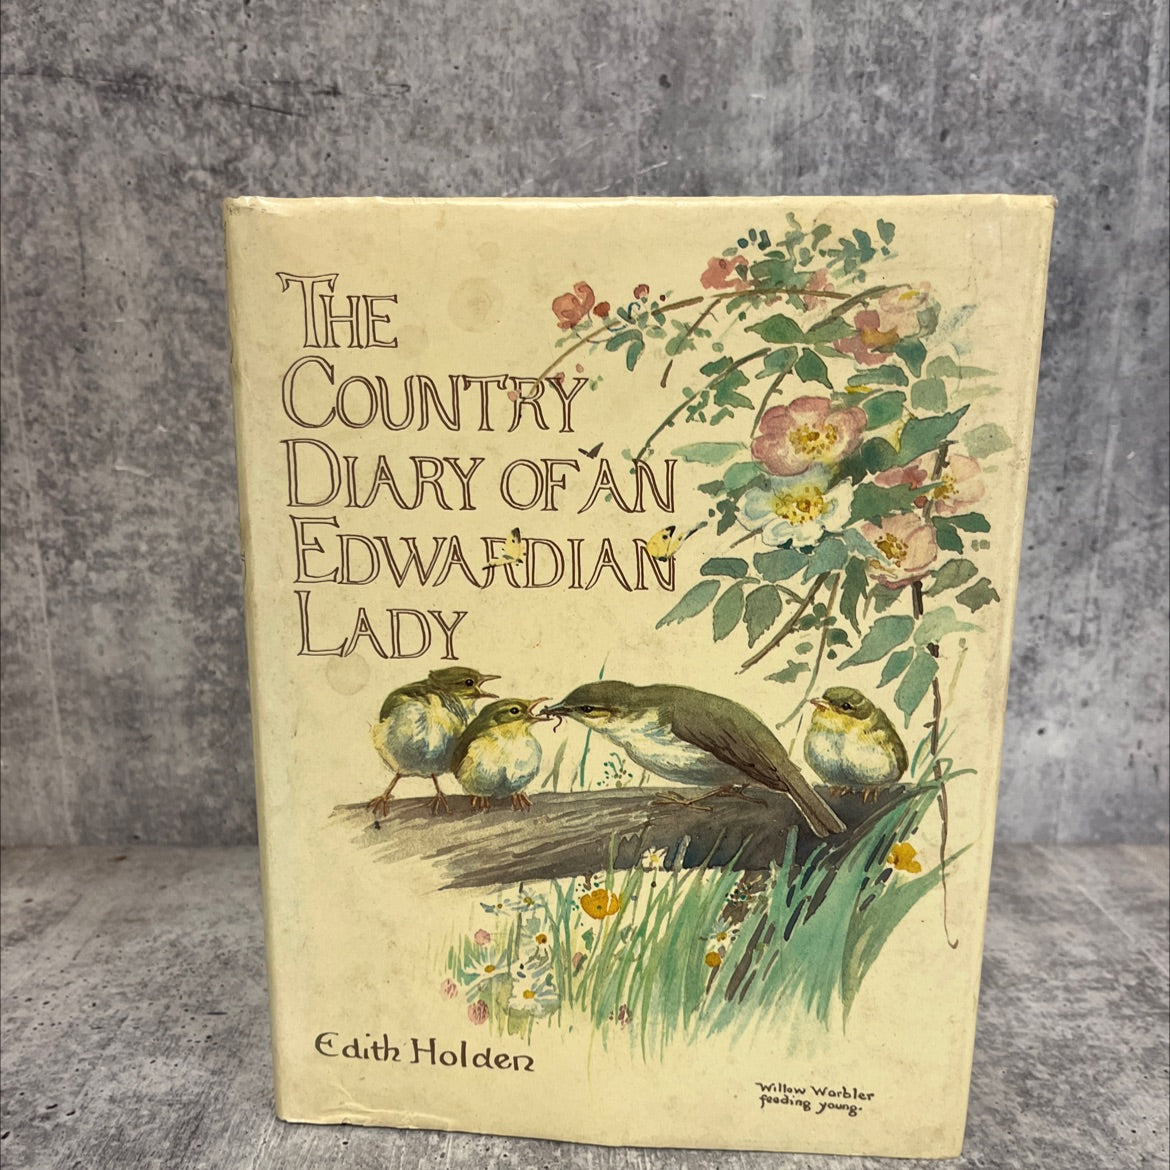 THE
COUNTRY
DIARY OF AN
EDWARDIAN
LADY
Edith Holden
Willow Warbler
feeding young.